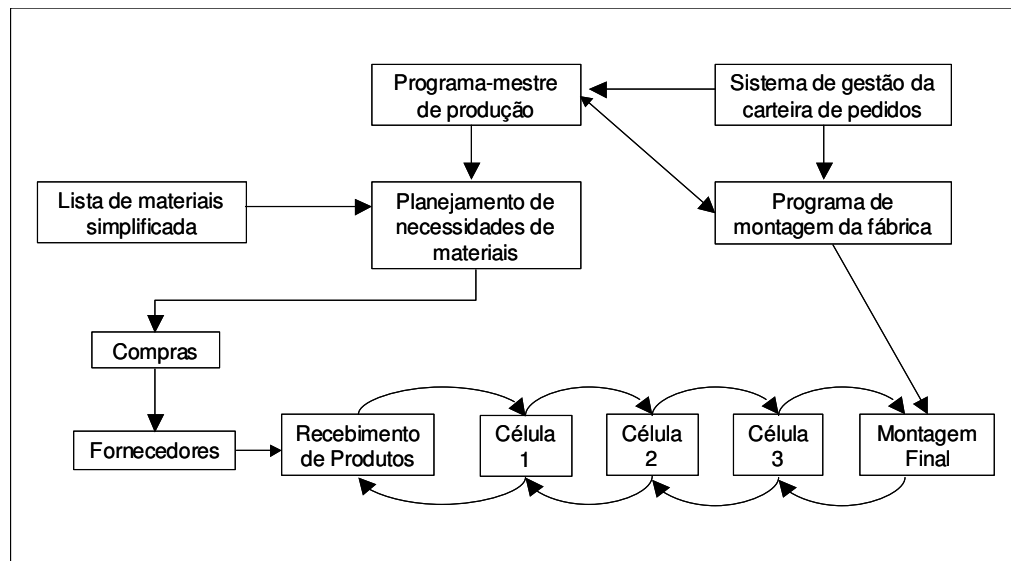 Programa-mestre
de produção
Sistema de gestão da
carteira de pedidos
Lista de materiais
simplificada
Planejamento de
necessidades de
materiais
Programa de
montagem da fábrica
Compras
Fornecedores
Recebimento
de Produtos
Célula
1
Célula
2
Célula
3
Montagem
Final